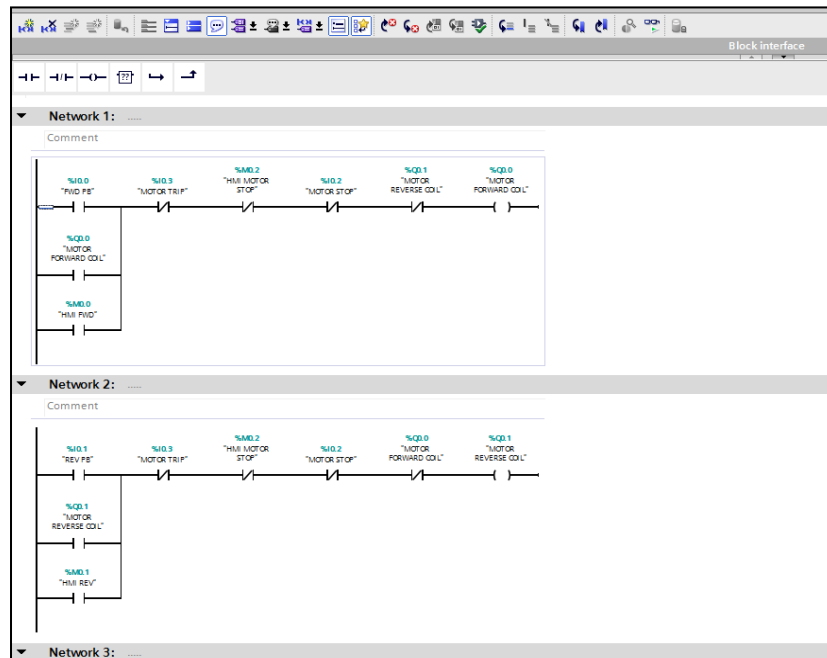 Block interface
??
Network 1: .....
Comment
%I0.0 %I0.3 %M0.2 %I0.2 %Q0.1 %Q0.0
"FWD PB" "MOTOR TRIP" "HMI MOTOR STOP" "MOTOR STOP" "MOTOR REVERSE COIL" "MOTOR FORWARD COIL"
%Q0.0
"MOTOR
FORWARD COIL"
%M0.0
"HMI FWD"
Network 2: .....
Comment
%I0.1 %I0.3 %M0.2 %I0.2 %Q0.0 %Q0.1
"REV PB" "MOTOR TRIP" "HMI MOTOR STOP" "MOTOR STOP" "MOTOR FORWARD COIL" "MOTOR REVERSE COIL"
%Q0.1
"MOTOR
REVERSE COIL"
%M0.1
"HMI REV"
Network 3: .....